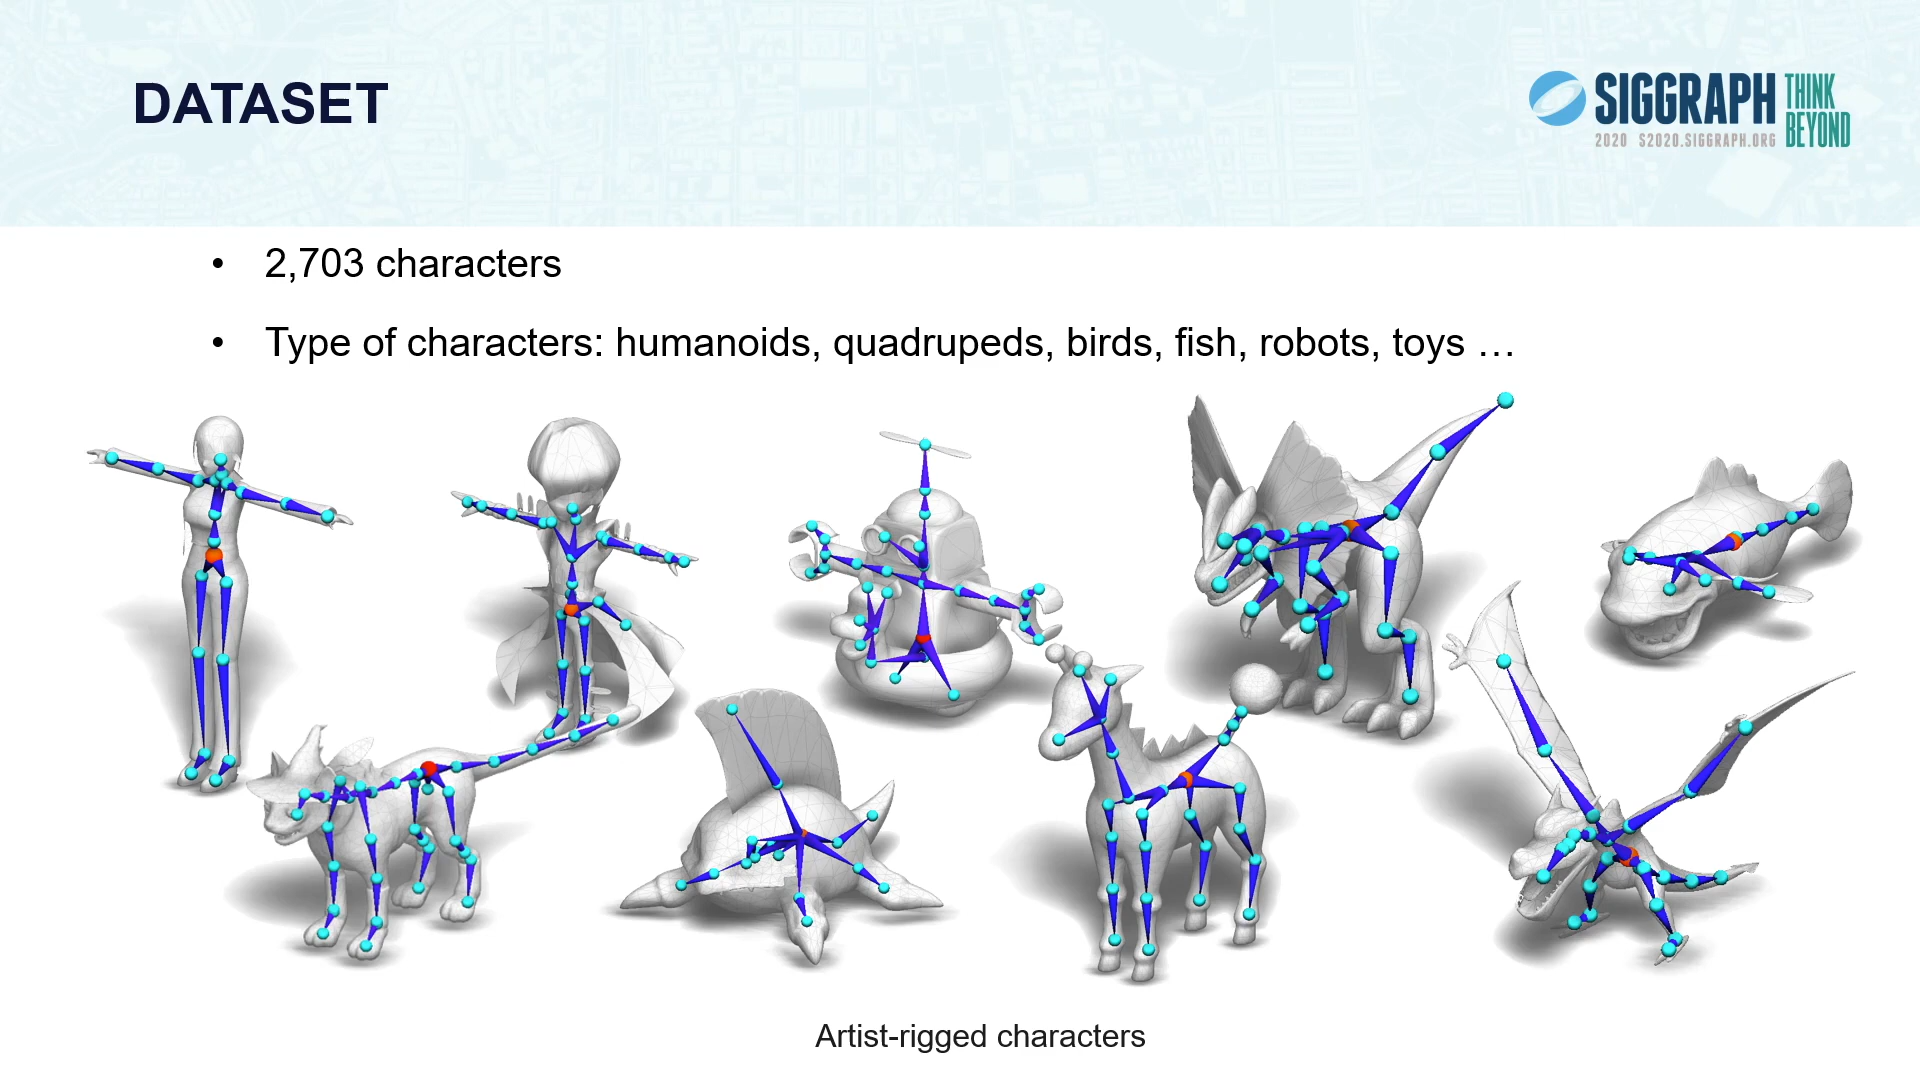 DATASET
SIGGRAPH THINK BEYOND
2020 S2020.SIGGRAPH.ORG
• 2,703 characters
• Type of characters: humanoids, quadrupeds, birds, fish, robots, toys …
Artist-rigged characters